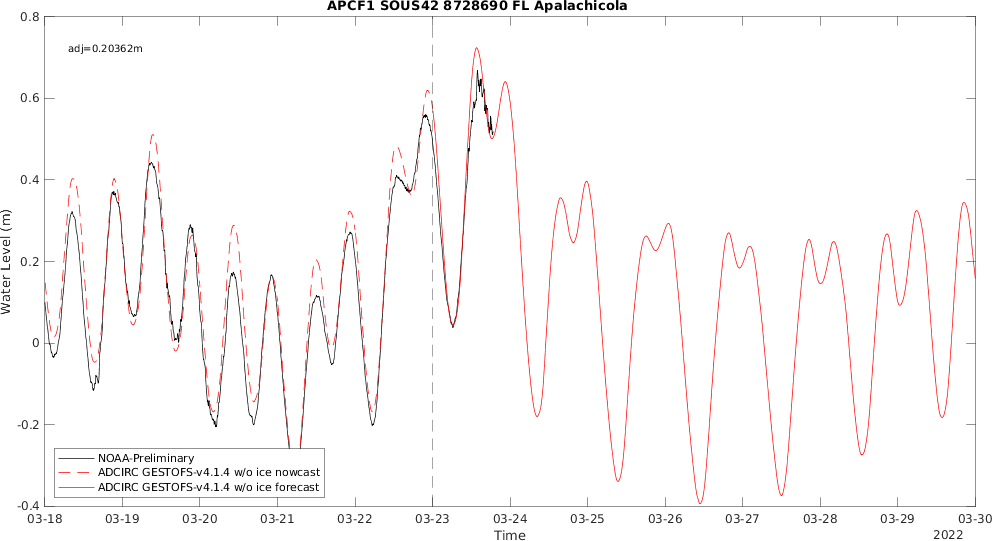 APCF1 SOUS42 8728690 FL Apalachicola
adj=0.20362m
Water Level (m)
0.8
0.6
0.4
0.2
0
-0.2
-0.4
NOAA-Preliminary
ADCIRC GESTOFS-v4.1.4 w/o ice nowcast
ADCIRC GESTOFS-v4.1.4 w/o ice forecast
03-18 03-19 03-20 03-21 03-22 03-23 03-24 03-25 03-26 03-27 03-28 03-29 03-30
Time
2022